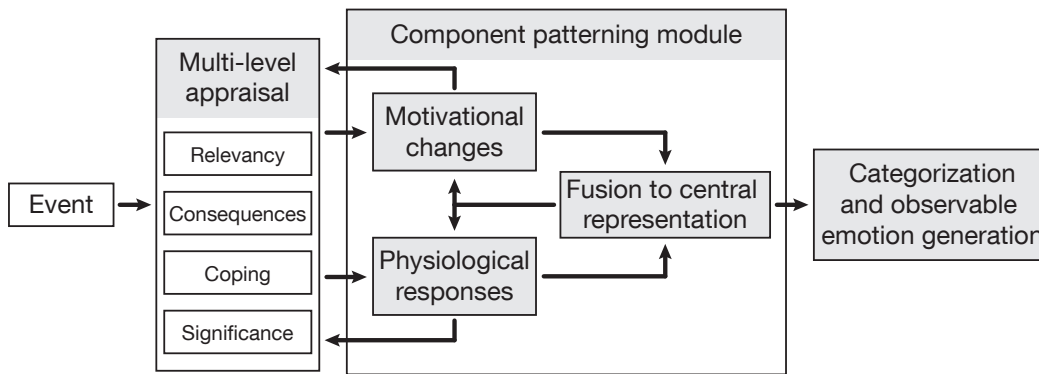 Component patterning module
Multi-level
appraisal
Motivational
changes
Relevancy
Categorization
and observable
emotion generation
Event
Consequences
Fusion to central
representation
Coping
Physiological
responses
Significance